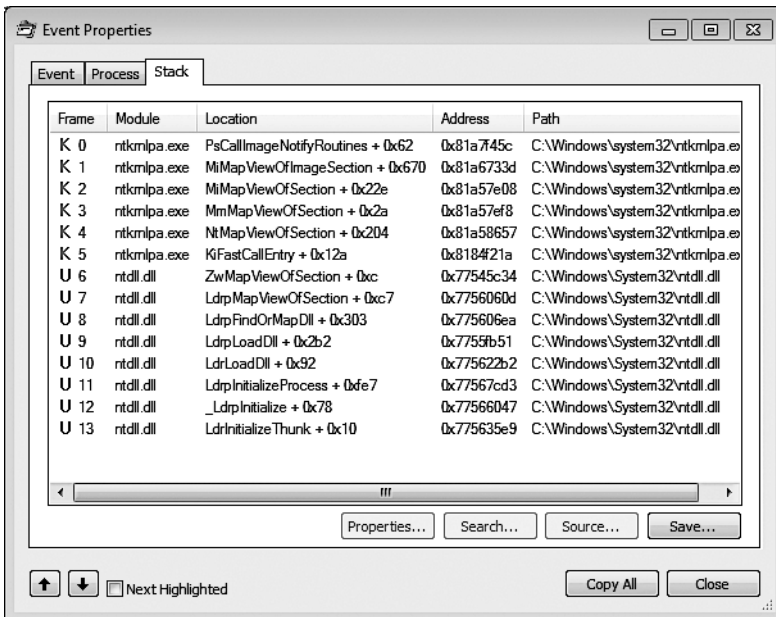 Event Properties
Event Process Stack
Frame Module Location Address Path
K 0 ntkrnlpa.exe PsCallImageNotifyRoutines + 0x62 0x81a7f45c C:\Windows\system32\ntkrnlpa.ex
K 1 ntkrnlpa.exe MiMapViewOfImageSection + 0x670 0x81a6733d C:\Windows\system32\ntkrnlpa.ex
K 2 ntkrnlpa.exe MiMapViewOfSection + 0x22e 0x81a57e08 C:\Windows\system32\ntkrnlpa.ex
K 3 ntkrnlpa.exe MmMapViewOfSection + 0x2a 0x81a57ef8 C:\Windows\system32\ntkrnlpa.ex
K 4 ntkrnlpa.exe NtMapViewOfSection + 0x204 0x81a58657 C:\Windows\system32\ntkrnlpa.ex
K 5 ntkrnlpa.exe KiFastCallEntry + 0x12a 0x8184f21a C:\Windows\system32\ntkrnlpa.ex
U 6 ntdll.dll ZwMapViewOfSection + 0xc 0x77545c34 C:\Windows\System32\ntdll.dll
U 7 ntdll.dll LdrpMapViewOfSection + 0xc7 0x7756060d C:\Windows\System32\ntdll.dll
U 8 ntdll.dll LdrpFindOrMapDll + 0x303 0x775606ea C:\Windows\System32\ntdll.dll
U 9 ntdll.dll LdrpLoadDll + 0x2b2 0x7755fb51 C:\Windows\System32\ntdll.dll
U 10 ntdll.dll LdrLoadDll + 0x92 0x775622b2 C:\Windows\System32\ntdll.dll
U 11 ntdll.dll LdrpInitializeProcess + 0xfe7 0x77567cd3 C:\Windows\System32\ntdll.dll
U 12 ntdll.dll _LdrpInitialize + 0x78 0x77566047 C:\Windows\System32\ntdll.dll
U 13 ntdll.dll LdrInitializeThunk + 0x10 0x775635e9 C:\Windows\System32\ntdll.dll
Properties... Search... Source... Save...
Next Highlighted Copy All Close